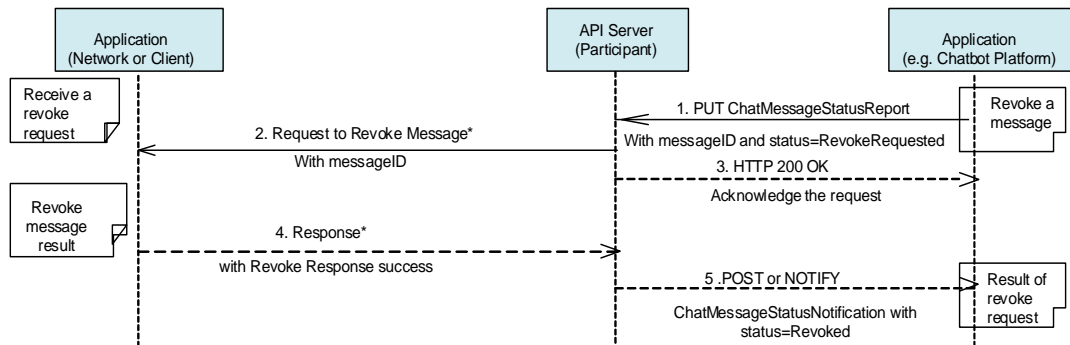 Application
(Network or Client)
API Server
(Participant)
Application
(e.g. Chatbot Platform)
Receive a
revoke
request
Revoke a
message
1. PUT ChatMessageStatusReport
With messageID and status=RevokeRequested
2. Request to Revoke Message*
With messageID
3. HTTP 200 OK
Acknowledge the request
Revoke
message
result
4. Response*
with Revoke Response success
5 .POST or NOTIFY
ChatMessageStatusNotification with
status=Revoked
Result of
revoke
request